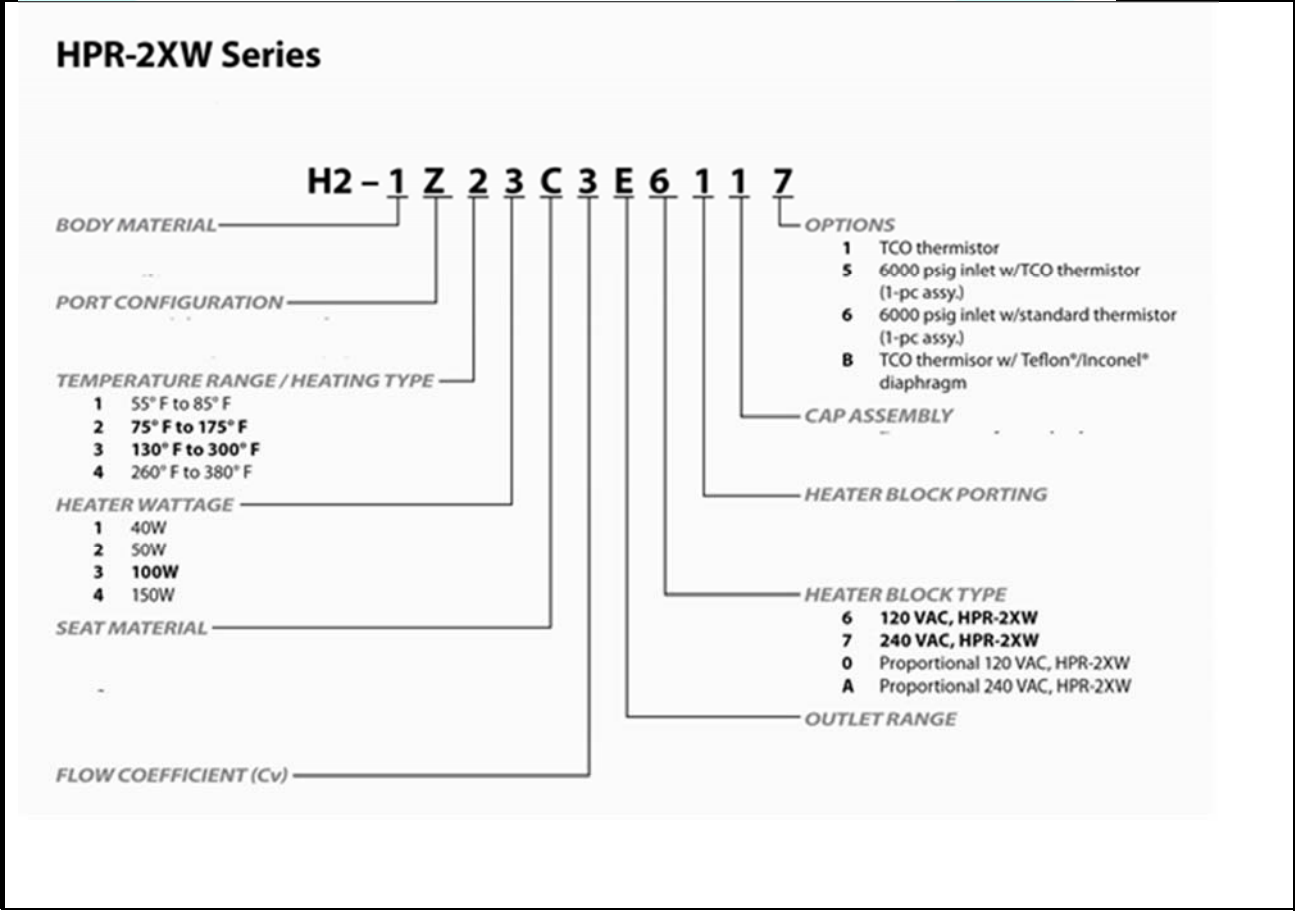 HPR-2XW Series
H2 – 1 Z 2 3 C 3 E 6 1 1 7
BODY MATERIAL
PORT CONFIGURATION
TEMPERATURE RANGE / HEATING TYPE
1 55° F to 85° F
2 75° F to 175° F
3 130° F to 300° F
4 260° F to 380° F
HEATER WATTAGE
1 40W
2 50W
3 100W
4 150W
SEAT MATERIAL
FLOW COEFFICIENT (Cv)
OPTIONS
1 TCO thermistor
5 6000 psig inlet w/TCO thermistor
(1-pc assy.)
6 6000 psig inlet w/standard thermistor
(1-pc assy.)
B TCO thermisor w/ Teflon®/Inconel®
diaphragm
CAP ASSEMBLY
HEATER BLOCK PORTING
HEATER BLOCK TYPE
6 120 VAC, HPR-2XW
7 240 VAC, HPR-2XW
0 Proportional 120 VAC, HPR-2XW
A Proportional 240 VAC, HPR-2XW
OUTLET RANGE